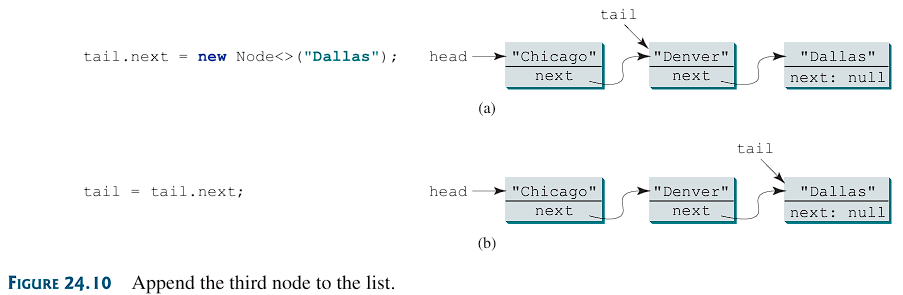 tail
tail.next = new Node<>("Dallas"); head "Chicago" "Denver" "Dallas"
next next next: null
(a)
tail
tail = tail.next; head "Chicago" "Denver" "Dallas"
next next next: null
(b)
FIGURE 24.10 Append the third node to the list.